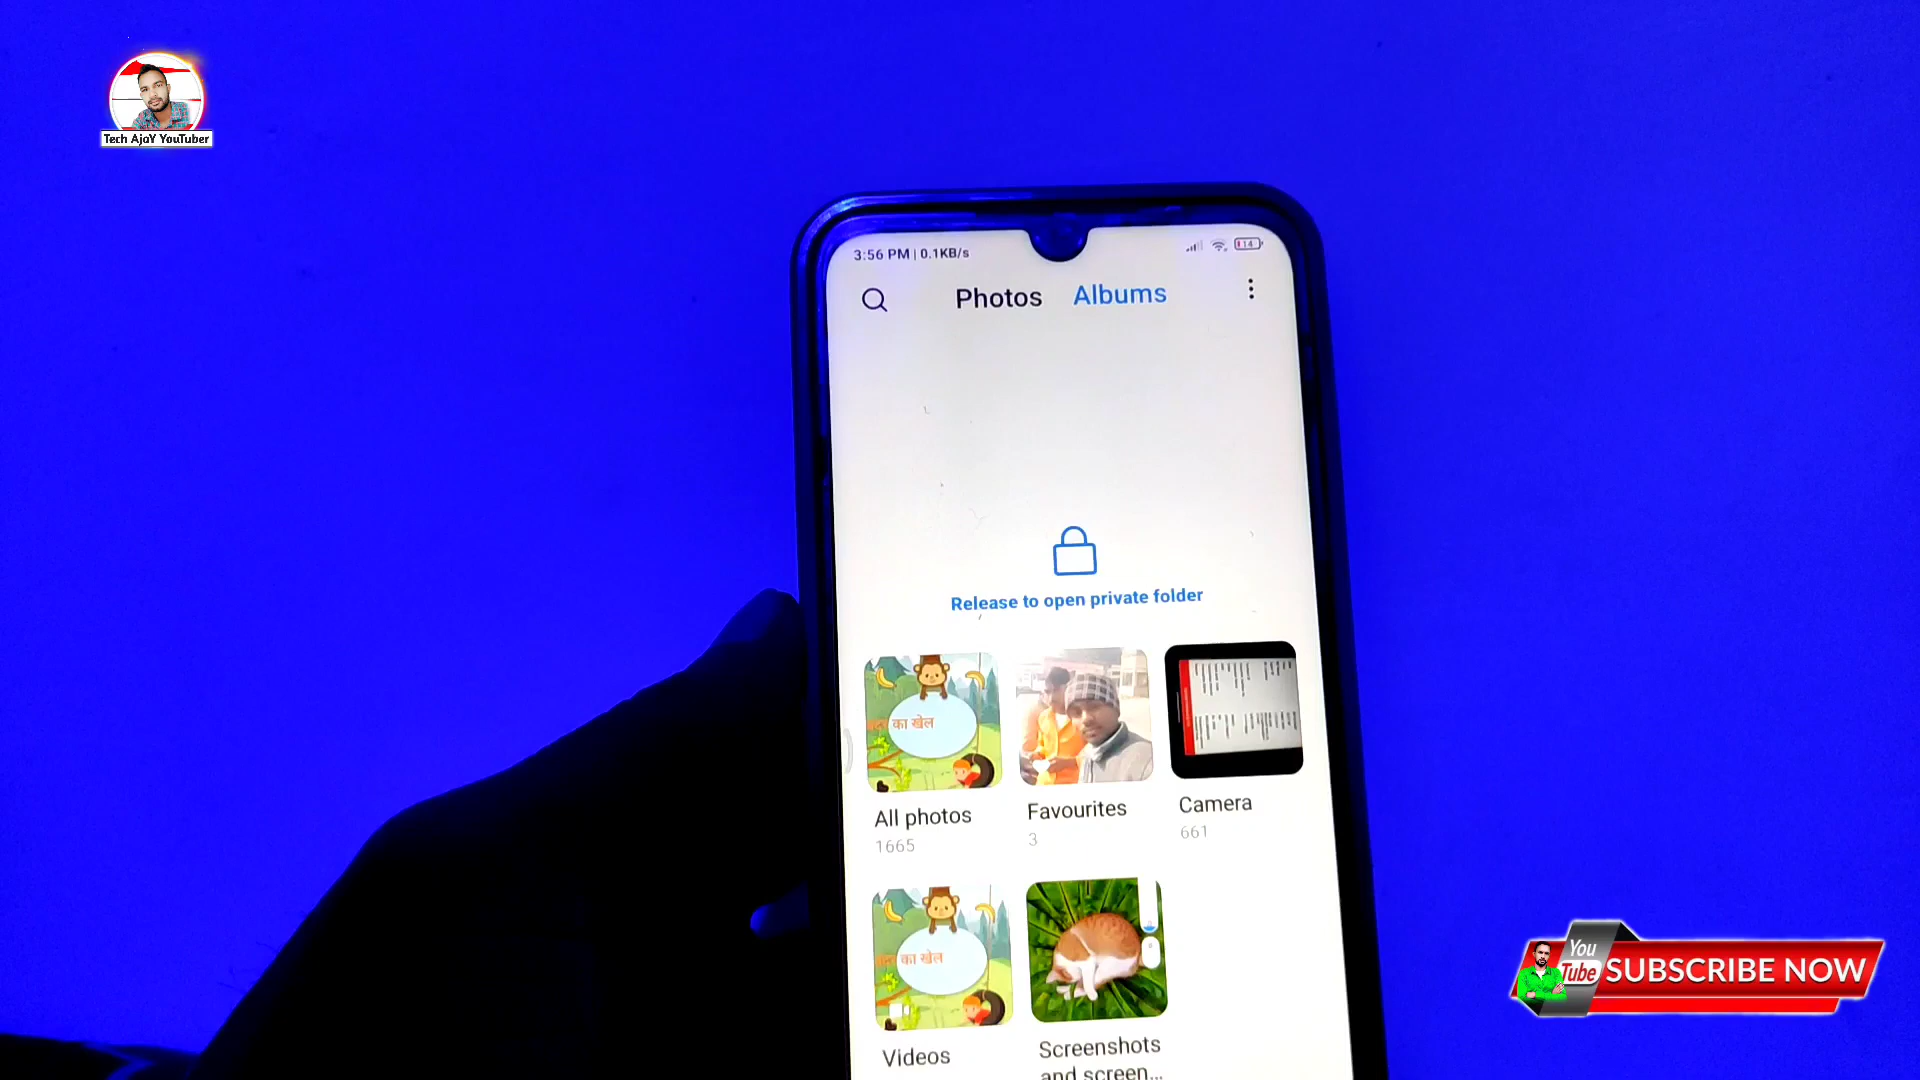 Tech AjaY YouTuber
3:56 PM | 0.1KB/s
14
Photos
Albums
Release to open private folder
का खेल
All photos
1665
Favourites
3
Camera
661
का खेल
Videos
Screenshots
and screen...
You
Tube
SUBSCRIBE NOW